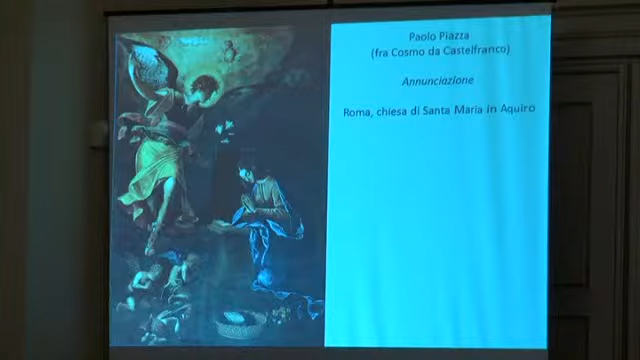 Paolo Piazza
(fra Cosmo da Castelfranco)
Annunciazione
Roma, chiesa di Santa Maria in Aquiro